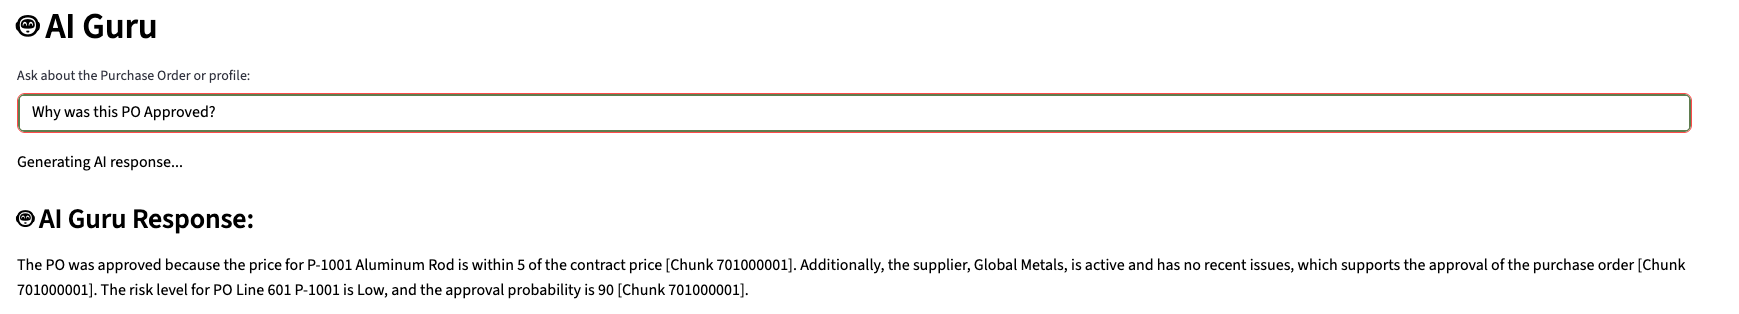 AI Guru
Ask about the Purchase Order or profile:
Why was this PO Approved?
Generating AI response...
AI Guru Response:
The PO was approved because the price for P-1001 Aluminum Rod is within 5 of the contract price [Chunk 701000001]. Additionally, the supplier, Global Metals, is active and has no recent issues, which supports the approval of the purchase order [Chunk
701000001]. The risk level for PO Line 601 P-1001 is Low, and the approval probability is 90 [Chunk 701000001].